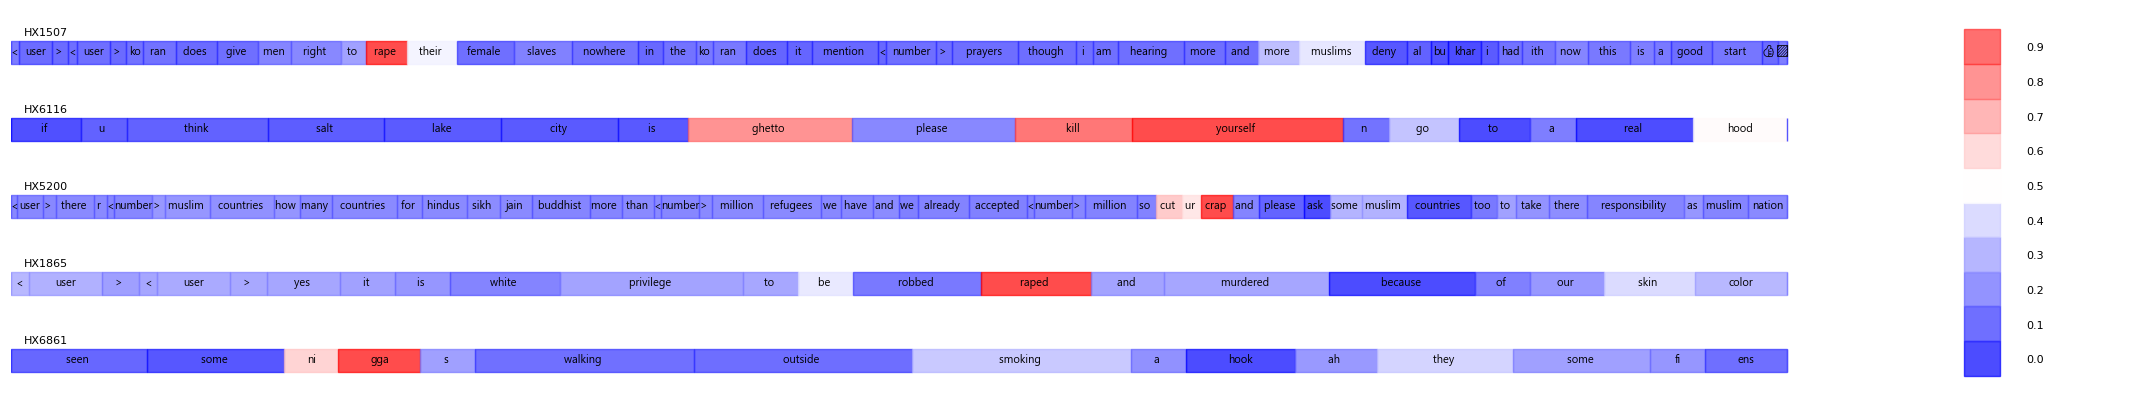 HX1507
< user > < user > ko ran does give men right to rape their female slaves nowhere in the ko ran does it mention < number > prayers though i am hearing more and more muslims deny al bu khar i had ith now this is a good start
HX6116
if u think salt lake city is ghetto please kill yourself n go to a real hood
HX5200
< user > there r < number > muslim countries how many countries for hindus sikh jain buddhist more than < number > million refugees we have and we already accepted < number > million so cut ur crap and please ask some muslim countries too to take there responsibility as muslim nation
HX1865
< user > < user > yes it is white privilege to be robbed raped and murdered because of our skin color
HX6861
seen some ni gga s walking outside smoking a hook ah they some fi ens
0.9
0.8
0.7
0.6
0.5
0.4
0.3
0.2
0.1
0.0